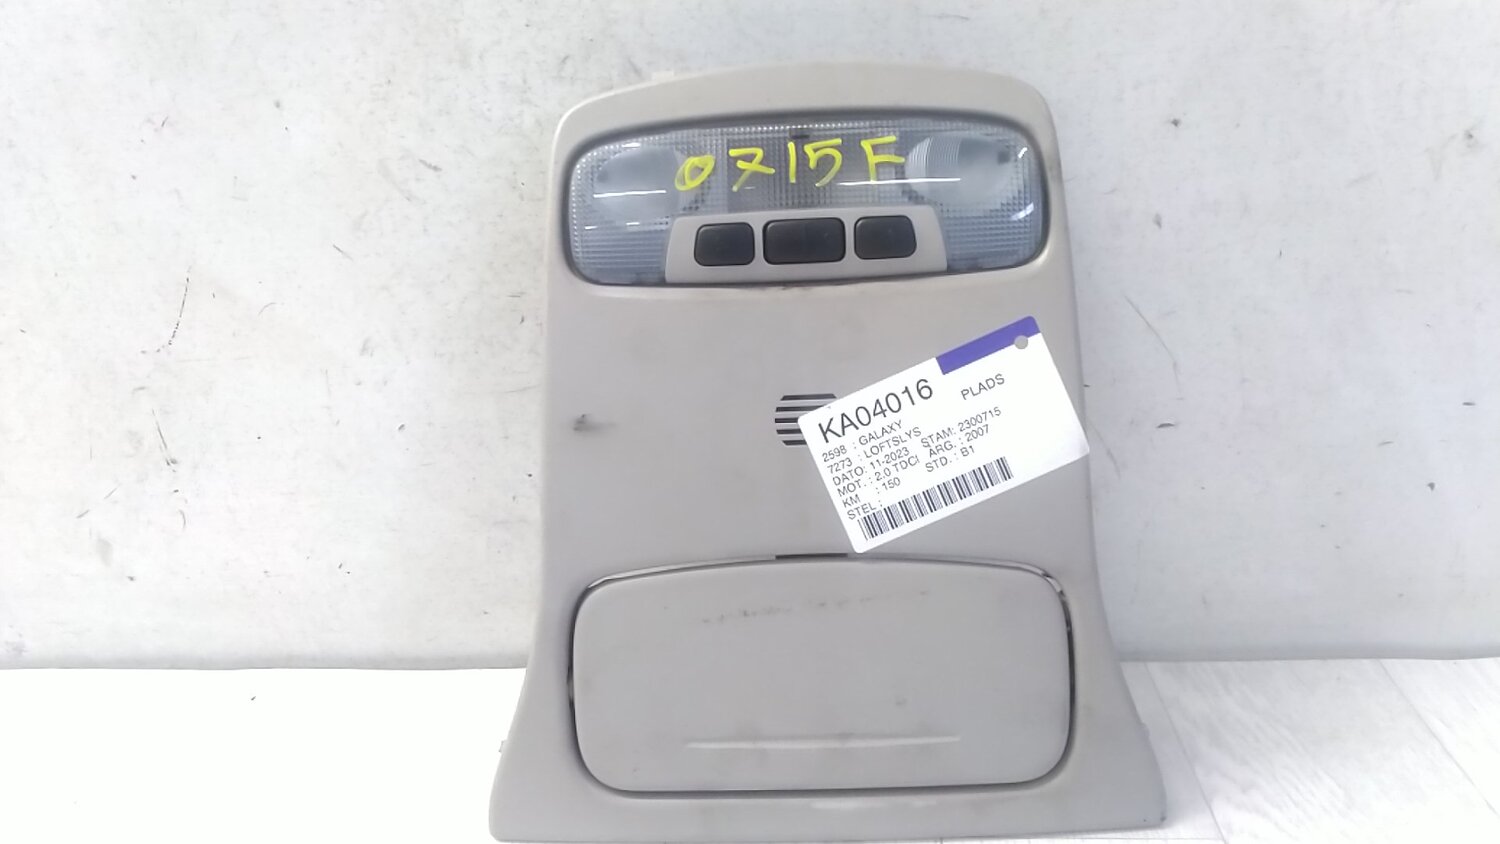 0715F
KA04016 PLADS
2598 : GALAXY
7273 : LOFTSLYS
DATO: 11-2023 STAM: 2300715
MOT. : 2,0 TDCI ARG. : 2007
KM : 150 STD. : B1
STEL :